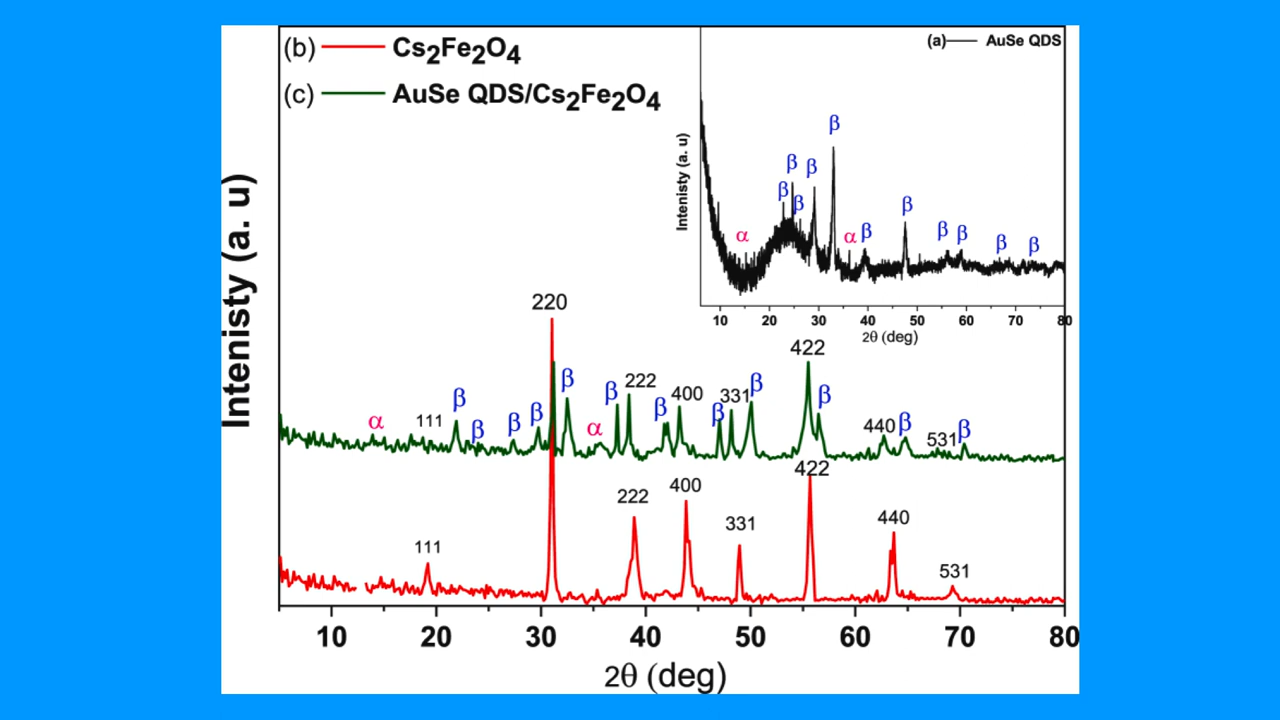 (b) Cs2Fe2O4
(c) AuSe QDS/Cs2Fe2O4
(a) AuSe QDS
Intenisty (a. u)
β
β
β
β
β
α
α
β
β
β
β
β
β
10 20 30 40 50 60 70 80
2θ (deg)
Intenisty (a. u)
220
422
α
111
β
β
β
β
β
α
β
222
β
400
β
331
β
β
440
β
531
β
111
222
400
331
422
440
531
10 20 30 40 50 60 70 80
2θ (deg)